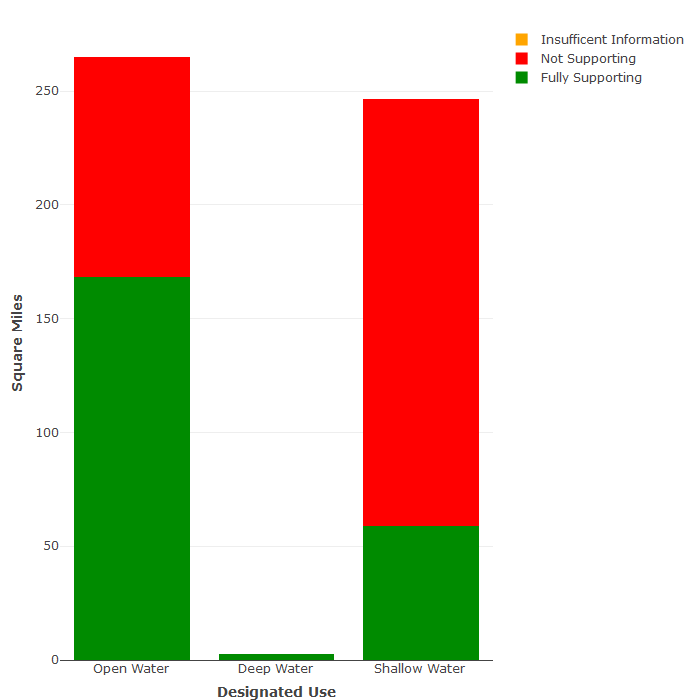 Insufficent Information
Not Supporting
Fully Supporting
250
200
150
100
50
0
Square Miles
Open Water
Deep Water
Shallow Water
Designated Use